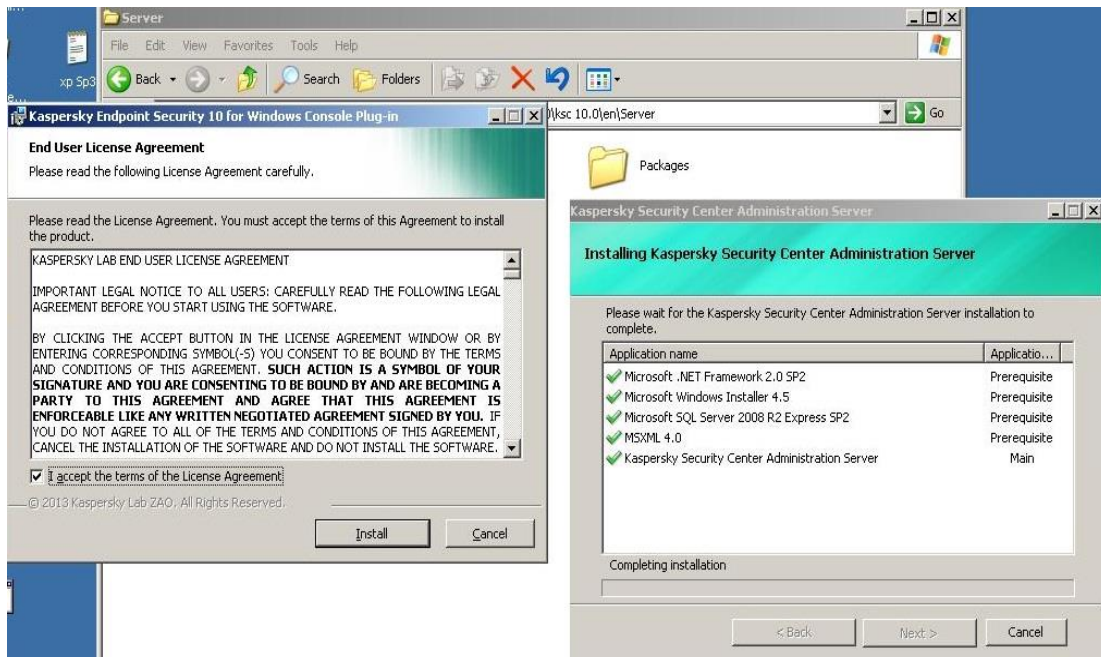 Server
File Edit View Favorites Tools Help
xp Sp3
Back Search Folders
Kaspersky Endpoint Security 10 for Windows Console Plug-in
\ksc 10.0\en\Server
Go
End User License Agreement
Please read the following License Agreement carefully.
Packages
Please read the License Agreement. You must accept the terms of this Agreement to install
the product.
KASPERSKY LAB END USER LICENSE AGREEMENT
IMPORTANT LEGAL NOTICE TO ALL USERS: CAREFULLY READ THE FOLLOWING LEGAL
AGREEMENT BEFORE YOU START USING THE SOFTWARE.
BY CLICKING THE ACCEPT BUTTON IN THE LICENSE AGREEMENT WINDOW OR BY
ENTERING CORRESPONDING SYMBOL(-S) YOU CONSENT TO BE BOUND BY THE TERMS
AND CONDITIONS OF THIS AGREEMENT. SUCH ACTION IS A SYMBOL OF YOUR
SIGNATURE AND YOU ARE CONSENTING TO BE BOUND BY AND ARE BECOMING A
PARTY TO THIS AGREEMENT AND AGREE THAT THIS AGREEMENT IS
ENFORCEABLE LIKE ANY WRITTEN NEGOTIATED AGREEMENT SIGNED BY YOU. IF
YOU DO NOT AGREE TO ALL OF THE TERMS AND CONDITIONS OF THIS AGREEMENT,
CANCEL THE INSTALLATION OF THE SOFTWARE AND DO NOT INSTALL THE SOFTWARE.
I accept the terms of the License Agreement
© 2013 Kaspersky Lab ZAO. All Rights Reserved.
Install
Cancel
Kaspersky Security Center Administration Server
Installing Kaspersky Security Center Administration Server
Please wait for the Kaspersky Security Center Administration Server installation to
complete.
Application name Applicatio...
Microsoft .NET Framework 2.0 SP2 Prerequisite
Microsoft Windows Installer 4.5 Prerequisite
Microsoft SQL Server 2008 R2 Express SP2 Prerequisite
MSXML 4.0 Prerequisite
Kaspersky Security Center Administration Server Main
Completing installation
< Back
Next >
Cancel